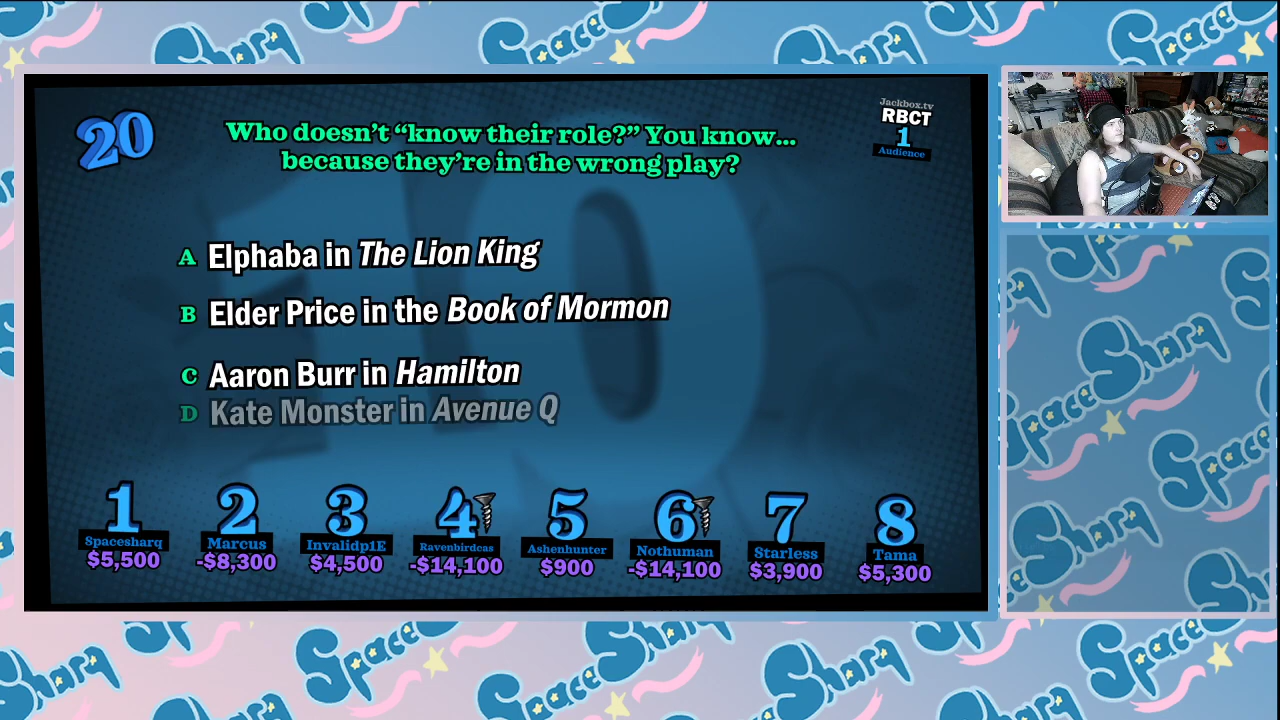 20
Who doesn't “know their role?” You know...
because they're in the wrong play?
Jackbox.tv
RBCT
1
Audience
10
A Elphaba in The Lion King
B Elder Price in the Book of Mormon
C Aaron Burr in Hamilton
D Kate Monster in Avenue Q
1 2 3 4 5 6 7 8
Spacesharq Marcus Invalidp1E Ravenbirdeas Ashenhunter Nothuman Starless Tama
$5,500 -$8,300 $4,500 -$14,100 $900 -$14,100 $3,900 $5,300
Space Sharq